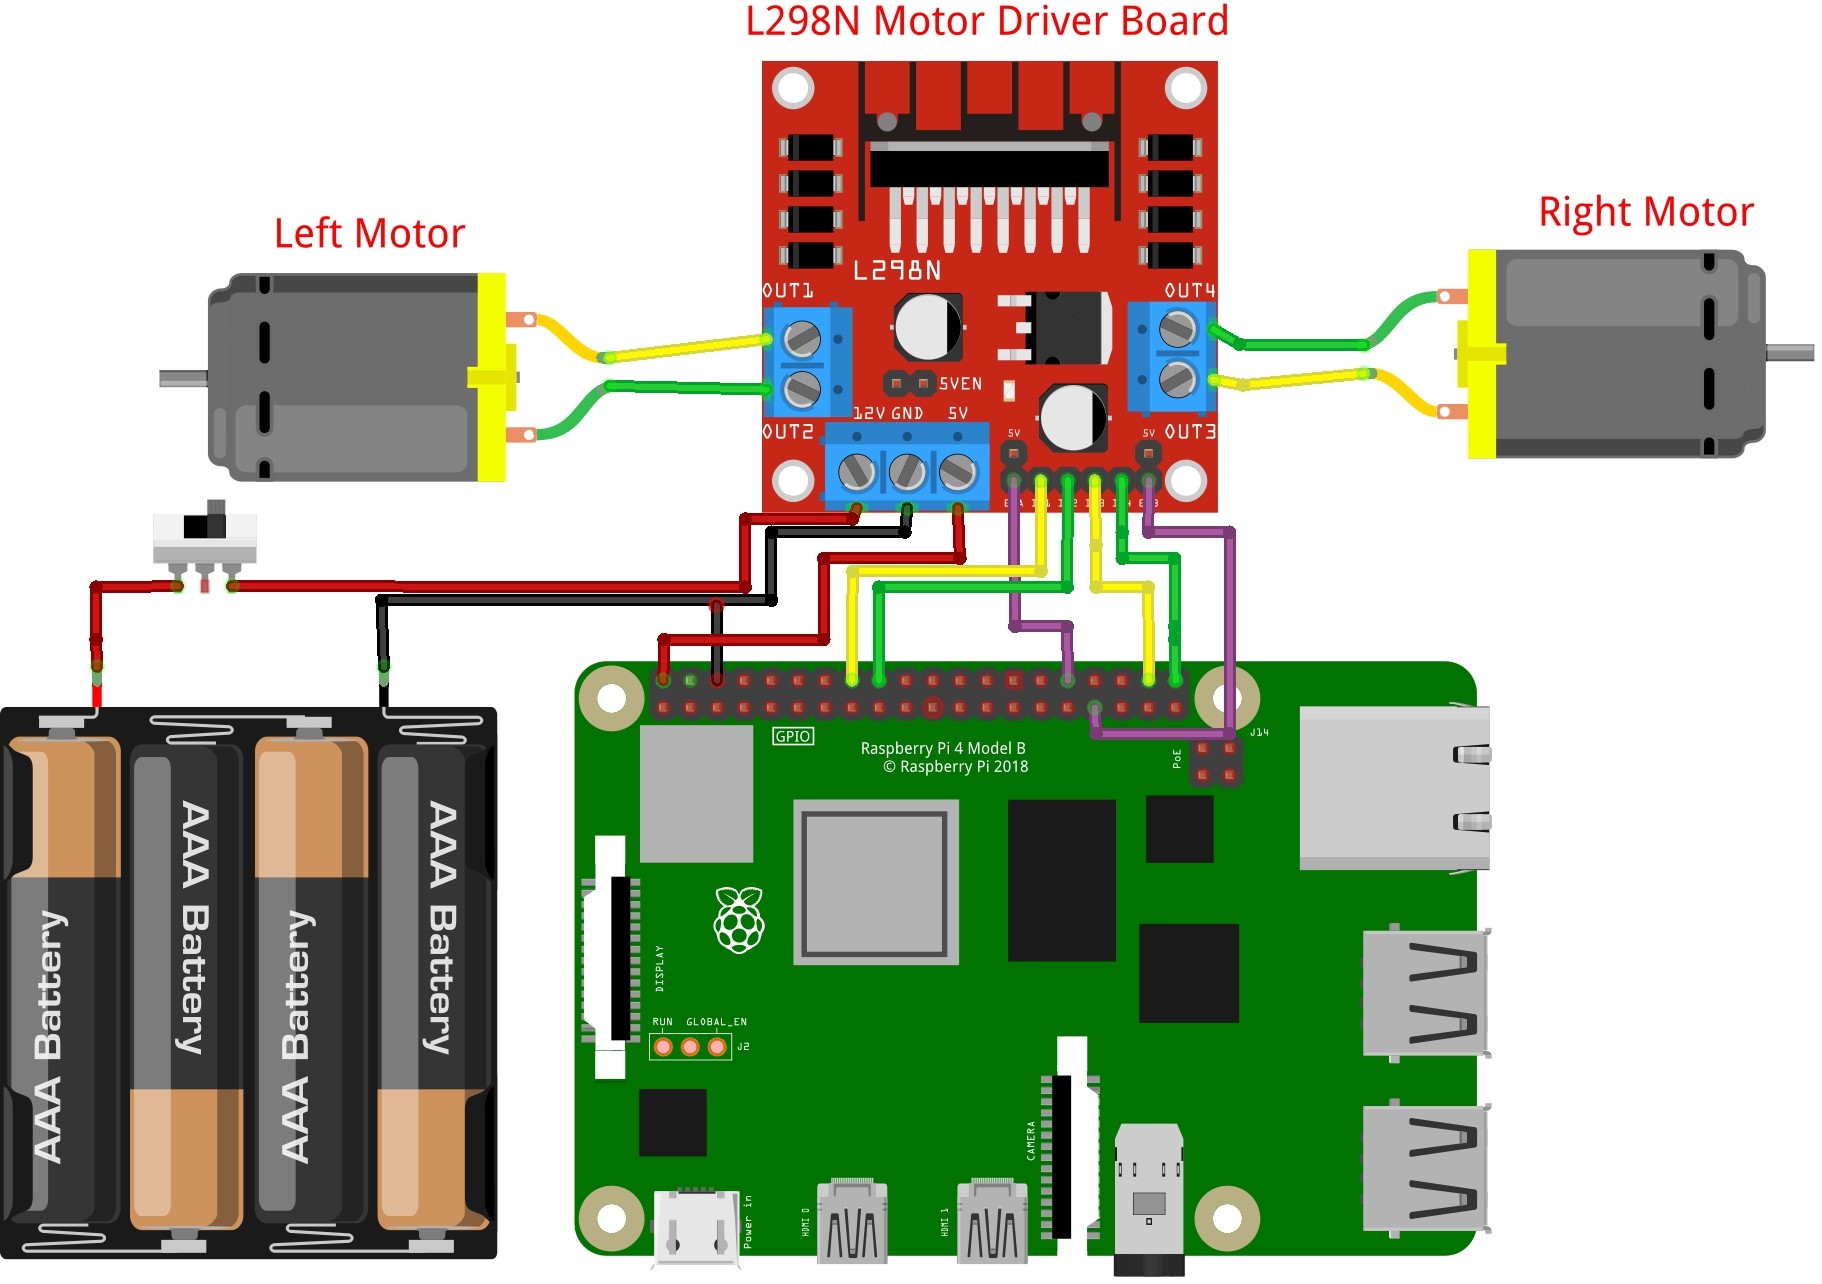 L298N Motor Driver Board
Left Motor
Right Motor
L298N
OUT1
OUT4
5VEN
12V GND 5V
OUT2
OUT3
5V
5V
GPIO
Raspberry Pi 4 Model B
© Raspberry Pi 2018
J14
PoE
AAA Battery
AAA Battery
AAA Battery
AAA Battery
DISPLAY
RUN GLOBAL_EN
J2
CAMERA
Power in
HDMI 0
HDMI 1